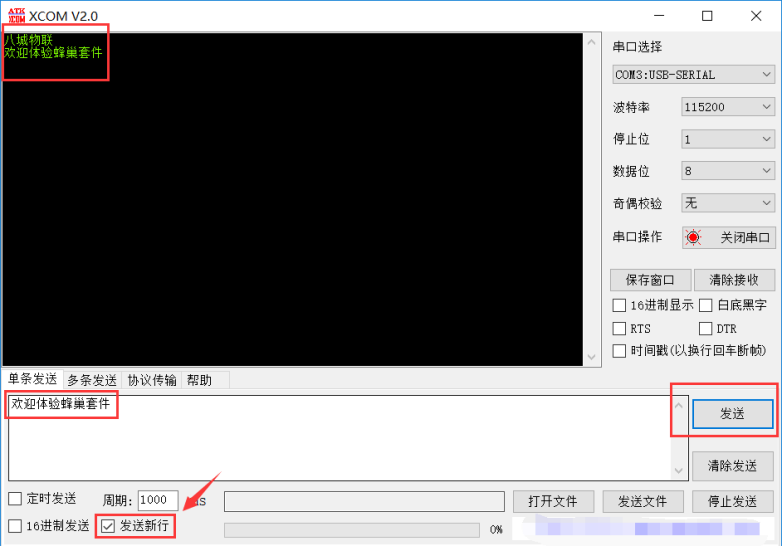 ATK
XCOM XCOM V2.0
八城物联
欢迎体验蜂巢套件
串口选择
COM3:USB-SERIAL
波特率 115200
停止位 1
数据位 8
奇偶校验 无
串口操作 关闭串口
保存窗口 清除接收
16进制显示 白底黑字
RTS DTR
时间戳(以换行回车断帧)
单条发送 多条发送 协议传输 帮助
欢迎体验蜂巢套件
发送
清除发送
定时发送 周期: 1000 打开文件 发送文件 停止发送
16进制发送 发送新行 0%